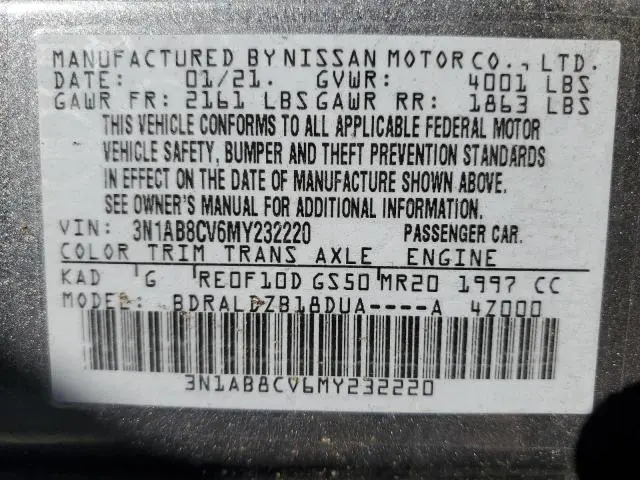 MANUFACTURED BY NISSAN MOTOR CO., LTD.
DATE: 01/21. GVWR: 4001 LBS
GAWR FR: 2161 LBS GAWR RR: 1863 LBS
THIS VEHICLE CONFORMS TO ALL APPLICABLE FEDERAL MOTOR
VEHICLE SAFETY, BUMPER AND THEFT PREVENTION STANDARDS
IN EFFECT ON THE DATE OF MANUFACTURE SHOWN ABOVE.
SEE OWNER'S MANUAL FOR ADDITIONAL INFORMATION.
VIN: 3N1AB8CV6MY232220 PASSENGER CAR.
COLOR TRIM TRANS AXLE ENGINE
KAD G RE0F10D GS50 MR20 1997 CC
MODEL: BDRALDZB18DUA----A 4Z000
3N1AB8CV6MY232220